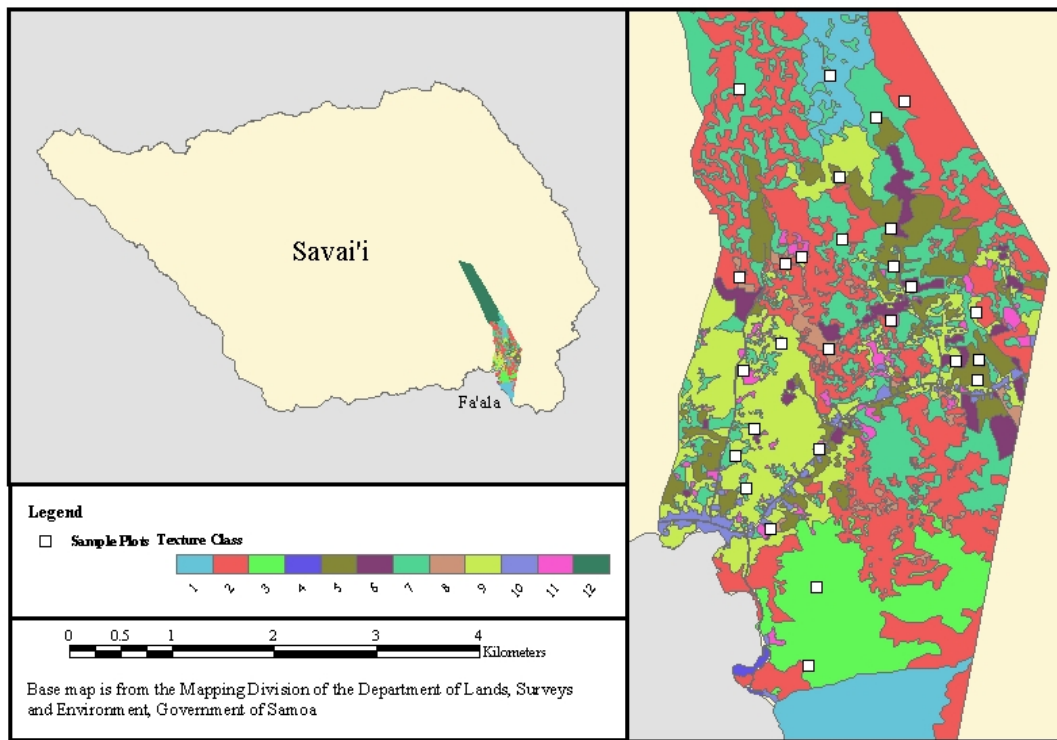 Savai'i
Fa'ala
Legend
Sample Plots Texture Class
1 2 3 4 5 6 7 8 9 10 11 12
0 0.5 1 2 3 4
Kilometers
Base map is from the Mapping Division of the Department of Lands, Surveys
and Environment, Government of Samoa